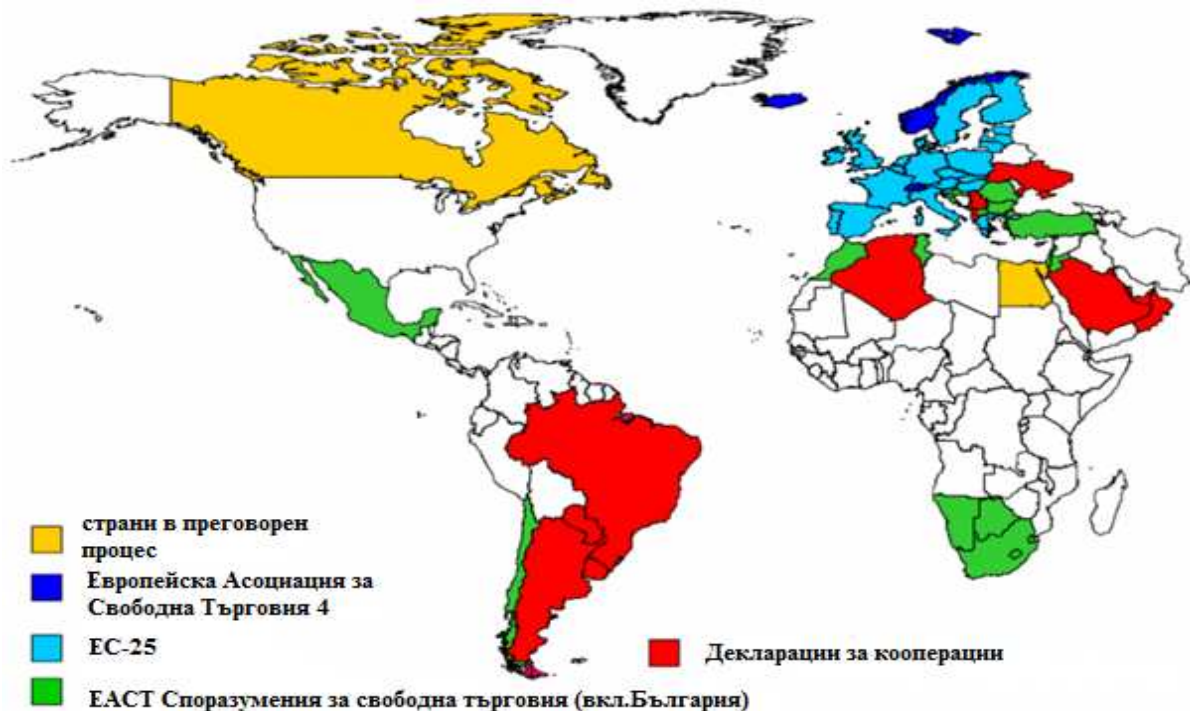 страни в преговорен
процес
Европейска Асоциация за
Свободна Търговия 4
ЕС-25
Декларации за кооперации
ЕАСТ Споразумения за свободна търговия (вкл.България)